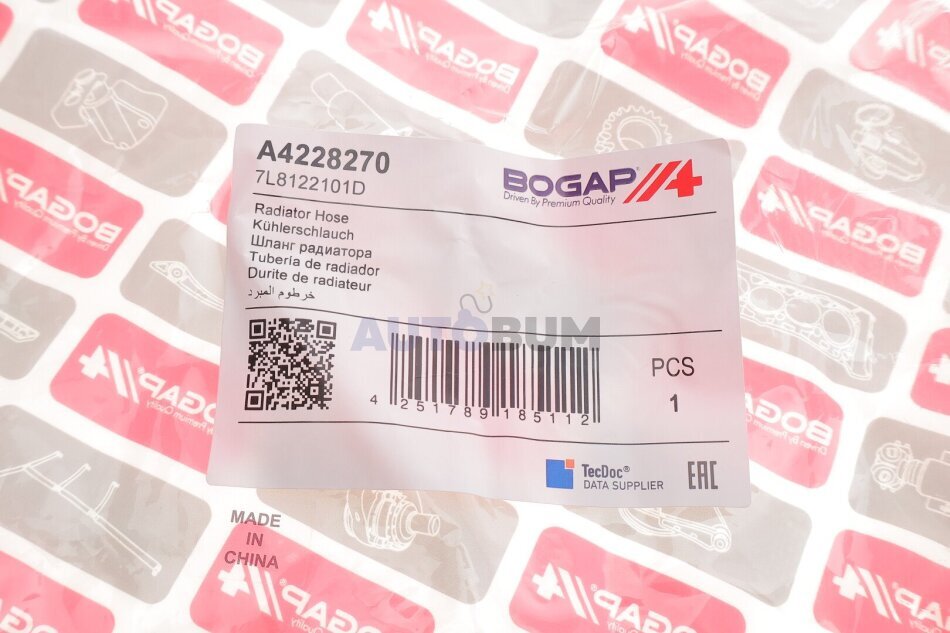 A4228270
7L8122101D
BOGAP
Driven By Premium Quality
Radiator Hose
Kühlerschlauch
Шланг радиатора
Tubería de radiador
Durite de radiateur
خرطوم المبرد
AUTOBUM
4 251789 185112
PCS
1
TecDoc®
DATA SUPPLIER
EAC
MADE
IN
CHINA